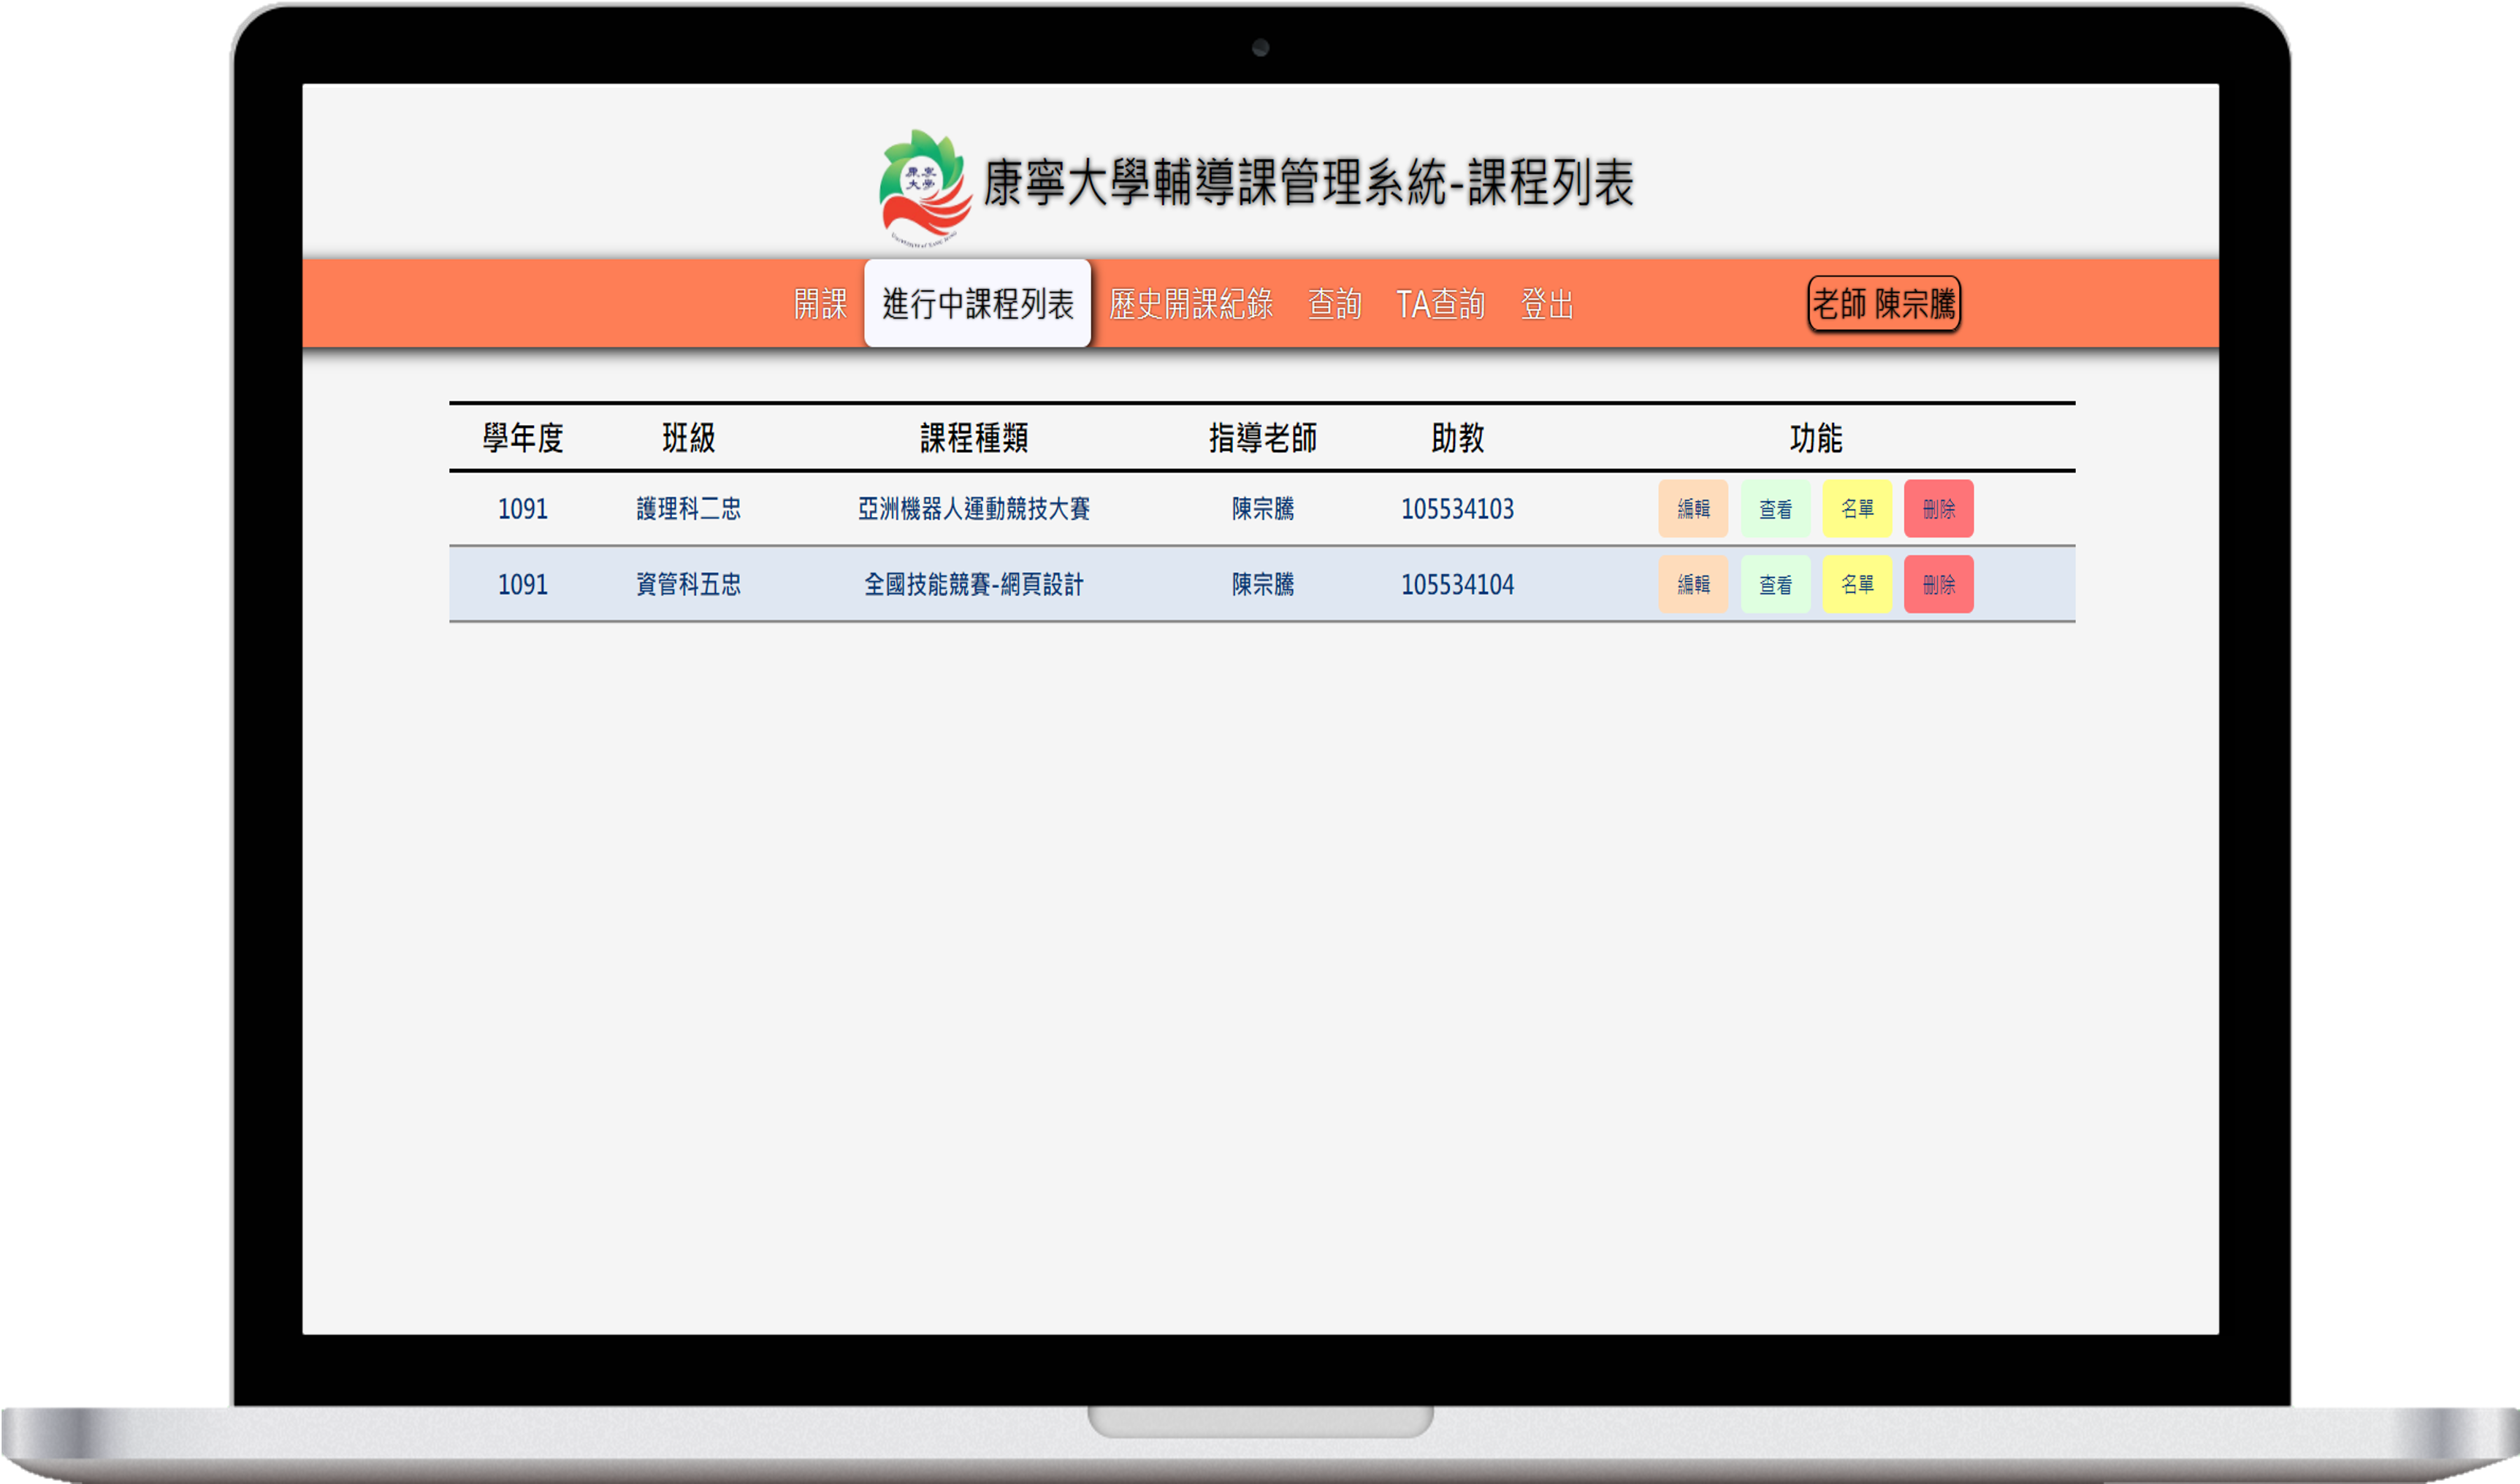 康寧大學
康寧大學輔導課管理系統-課程列表
開課 進行中課程列表 歷史開課紀錄 查詢 TA查詢 登出 老師 陳宗騰
學年度 班級 課程種類 指導老師 助教 功能
1091 護理科二忠 亞洲機器人運動競技大賽 陳宗騰 105534103 編輯 查看 名單 刪除
1091 資管科五忠 全國技能競賽-網頁設計 陳宗騰 105534104 編輯 查看 名單 刪除